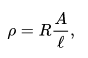 ρ = R A/ℓ,